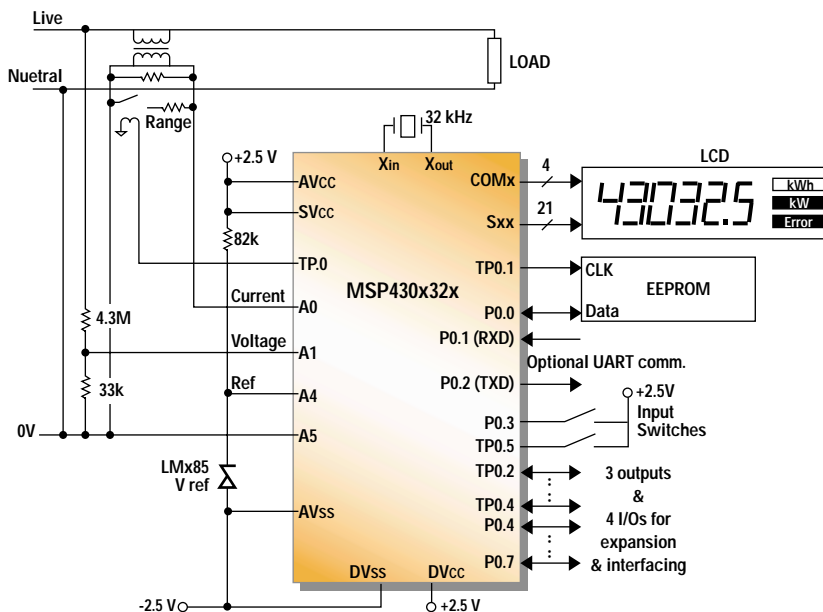 Live
LOAD
Nuetral
Range
32 kHz
Xin
Xout
+2.5 V
AVCC
SVCC
82k
TP.0
MSP430x32x
Current
A0
4.3M
Voltage
A1
33k
Ref
A4
0V
A5
LMx85
V ref
AVSS
DVSS
DVCC
-2.5 V
+2.5 V
COMx
4
Sxx
21
LCD
43032.5
kWh
kW
Error
TP0.1
CLK
EEPROM
P0.0
Data
P0.1 (RXD)
Optional UART comm.
P0.2 (TXD)
+2.5V
P0.3
Input
Switches
TP0.5
TP0.2
3 outputs
&
TP0.4
4 I/Os for
P0.4
expansion
P0.7
& interfacing